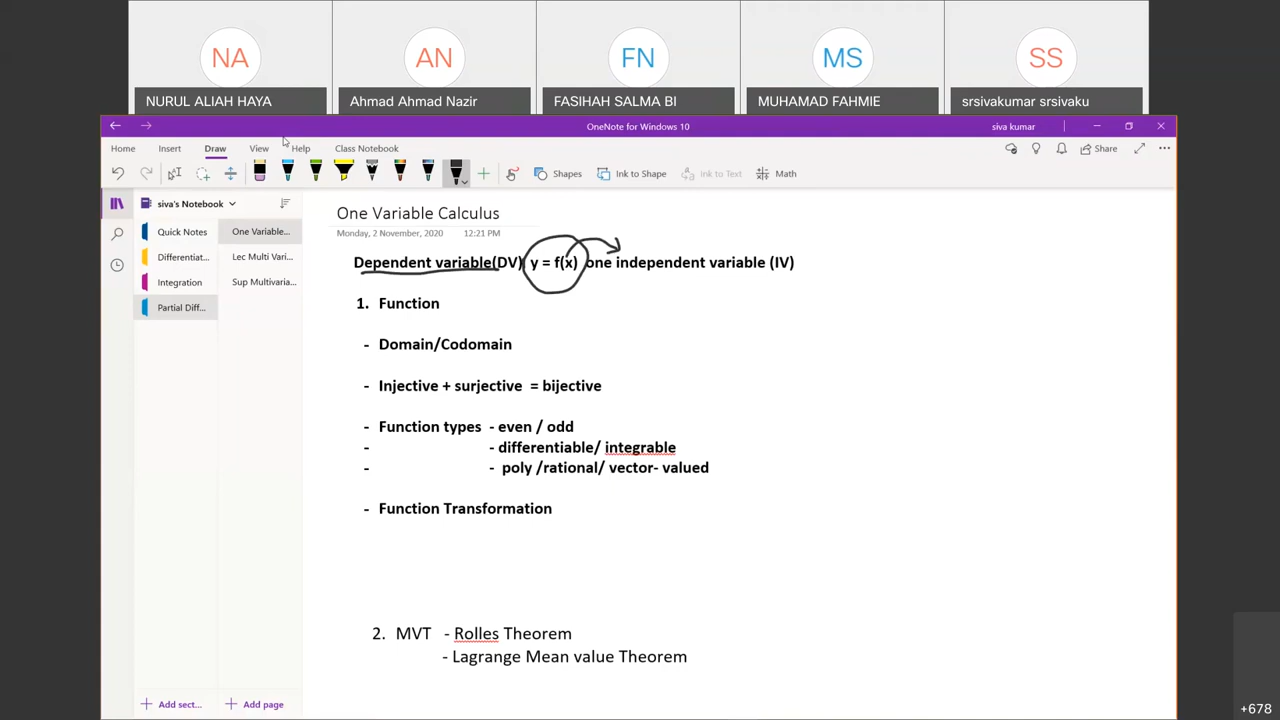 NA AN FN MS SS
NURUL ALIAH HAYA Ahmad Ahmad Nazir FASIHAH SALMA BI MUHAMAD FAHMIE srsivakumar srsivaku
OneNote for Windows 10 siva kumar
Home Insert Draw View Help Class Notebook Share
Shapes Ink to Shape Ink to Text Math
siva's Notebook
Quick Notes
Differentiat...
Integration
Partial Diff...
One Variable...
Lec Multi Vari...
Sup Multivaria...
One Variable Calculus
Monday, 2 November, 2020 12:21 PM
Dependent variable(DV) y = f(x) one independent variable (IV)
1. Function
- Domain/Codomain
- Injective + surjective = bijective
- Function types - even / odd
- - differentiable/ integrable
- - poly /rational/ vector- valued
- Function Transformation
2. MVT - Rolles Theorem
- Lagrange Mean value Theorem
+ Add sect... + Add page
+678